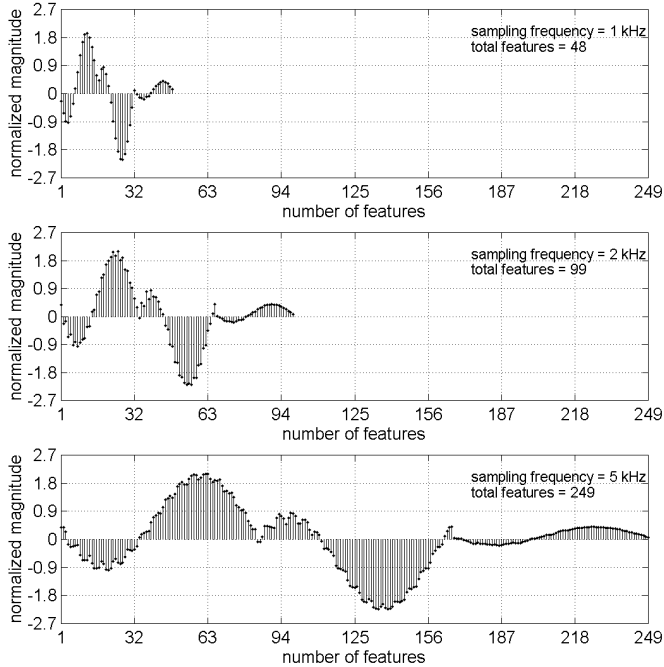 2.7
sampling frequency = 1 kHz
total features = 48
1.8
0.9
0
-0.9
-1.8
-2.7
normalized magnitude
1 32 63 94 125 156 187 218 249
number of features
2.7
sampling frequency = 2 kHz
total features = 99
1.8
0.9
0
-0.9
-1.8
-2.7
normalized magnitude
1 32 63 94 125 156 187 218 249
number of features
2.7
sampling frequency = 5 kHz
total features = 249
1.8
0.9
0
-0.9
-1.8
-2.7
normalized magnitude
1 32 63 94 125 156 187 218 249
number of features